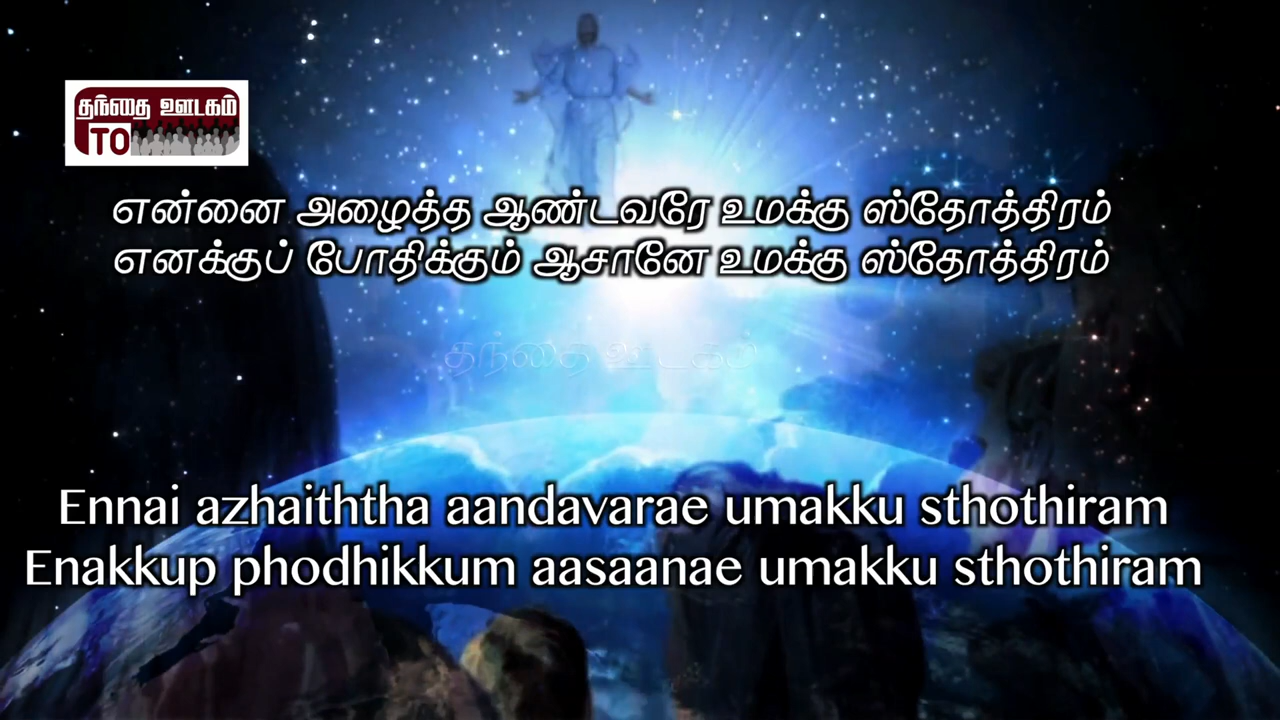 தந்தை ஊடகம்
TO
என்னை அழைத்த ஆண்டவரே உமக்கு ஸ்தோத்திரம்
எனக்குப் போதிக்கும் ஆசானே உமக்கு ஸ்தோத்திரம்
தந்தை ஊடகம்
Ennai azhaiththa aandavarae umakku sthothiram
Enakkup phodhikkum aasaanae umakku sthothiram